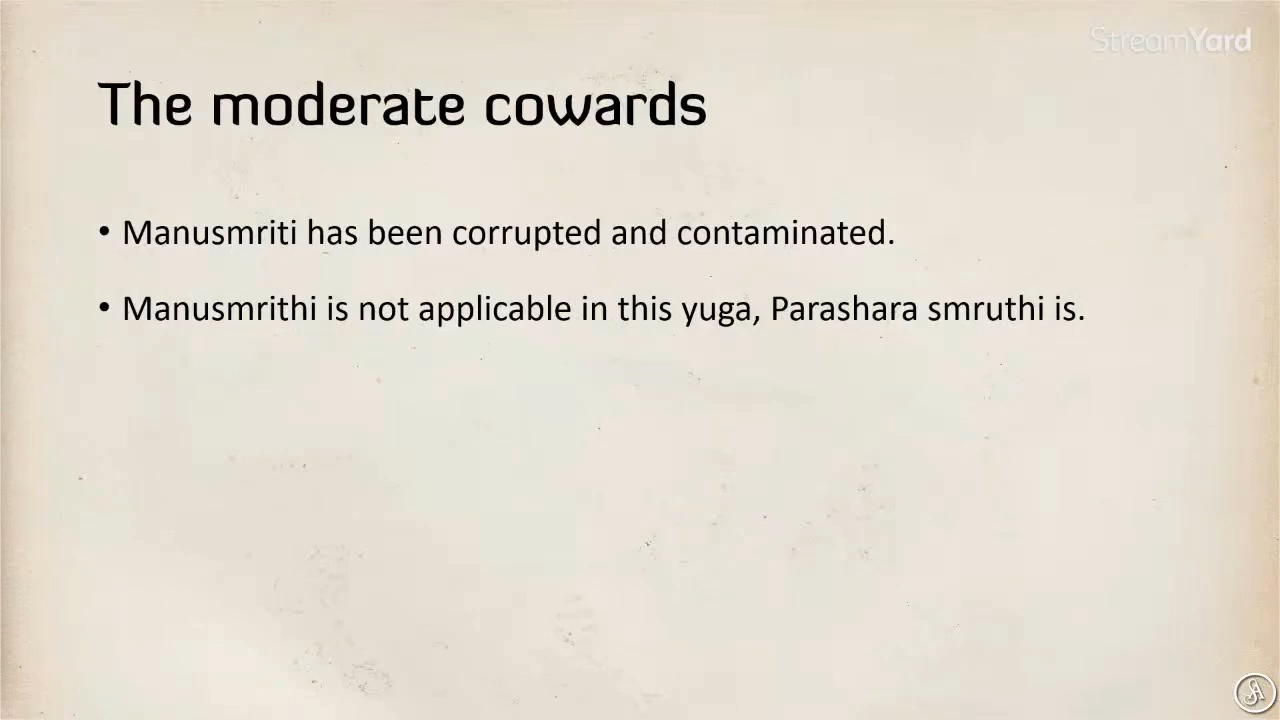 StreamYard
The moderate cowards
• Manusmriti has been corrupted and contaminated.
• Manusmrithi is not applicable in this yuga, Parashara smruthi is.